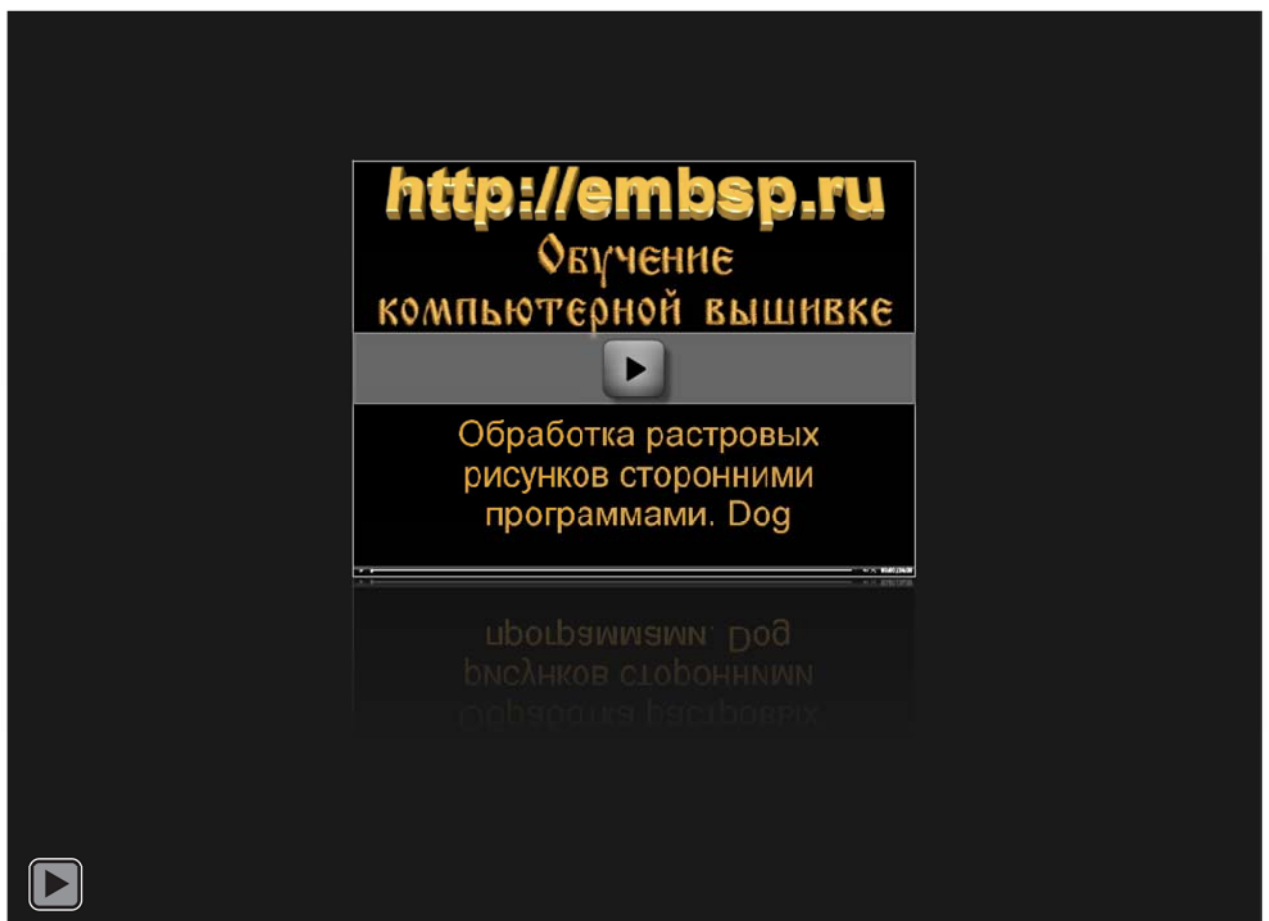 http://embsp.ru
Обучение
компьютерной вышивке
Обработка растровых
рисунков сторонними
программами. Dog